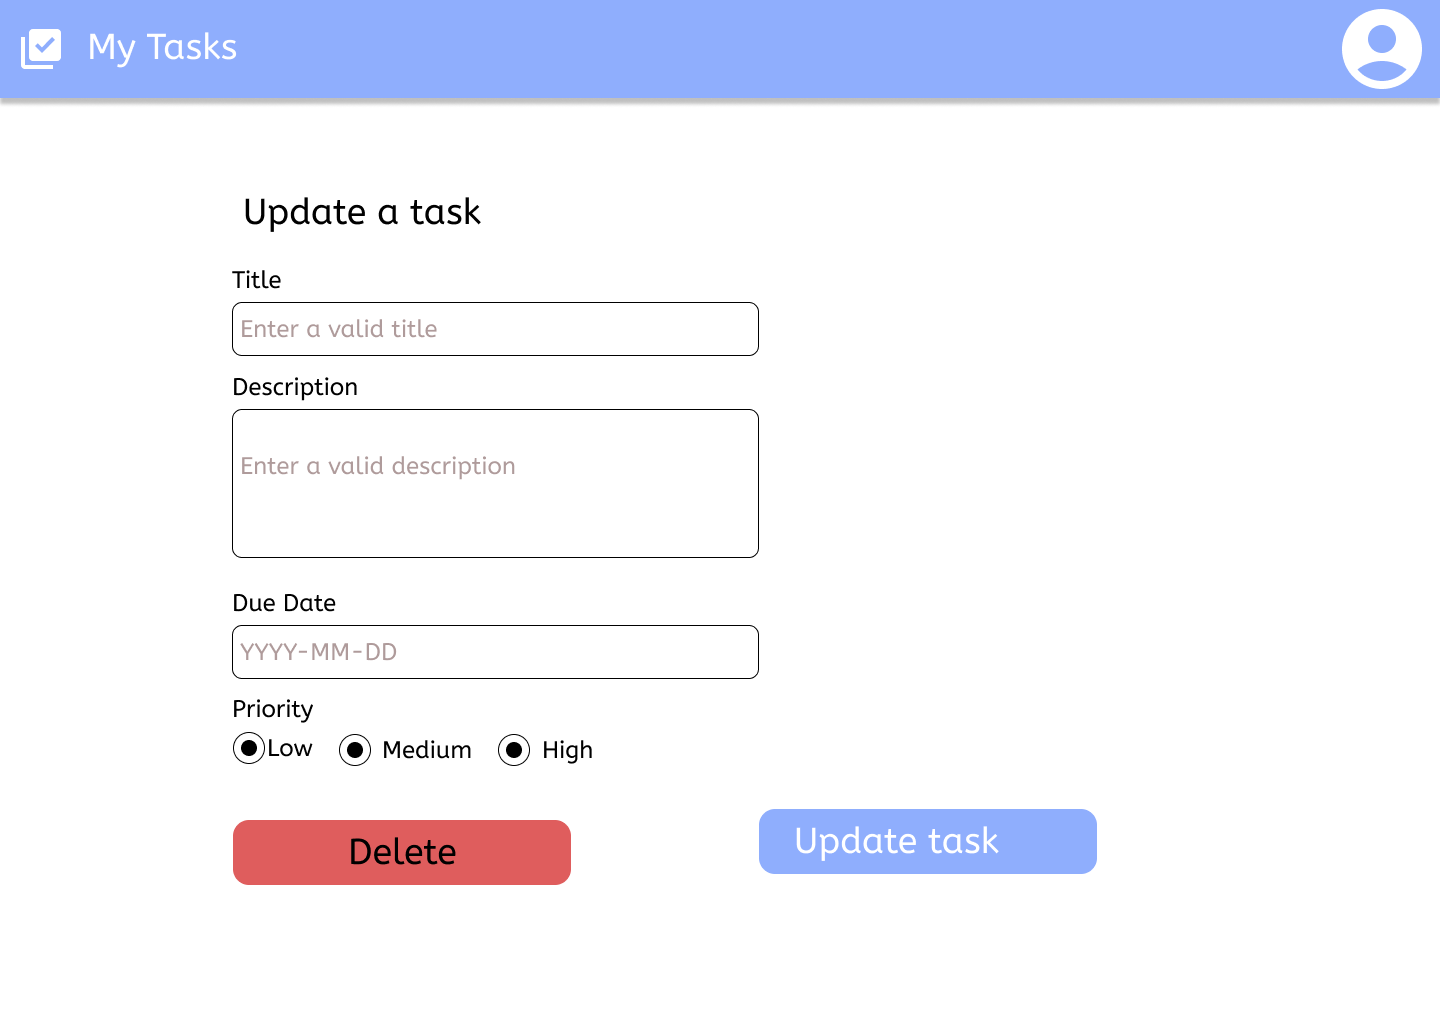 My Tasks
Update a task
Title
Enter a valid title
Description
Enter a valid description
Due Date
YYYY-MM-DD
Priority
Low Medium High
Delete Update task